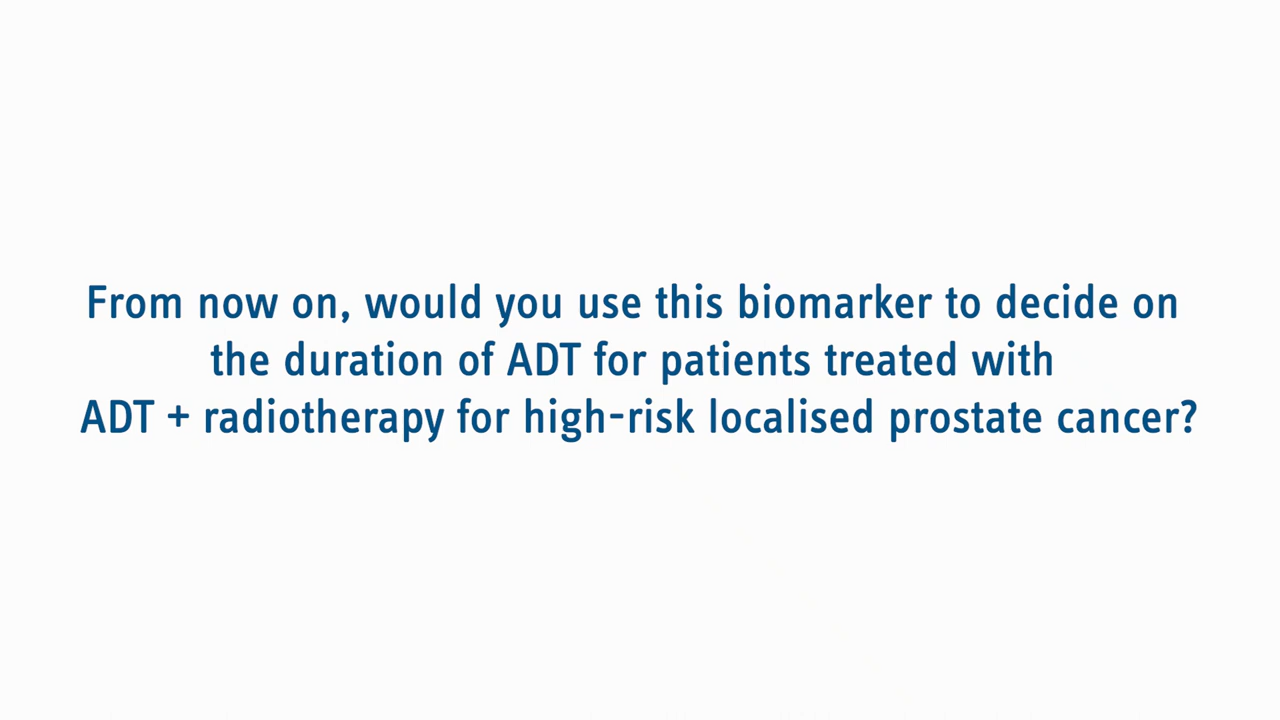 From now on, would you use this biomarker to decide on
the duration of ADT for patients treated with
ADT + radiotherapy for high-risk localised prostate cancer?